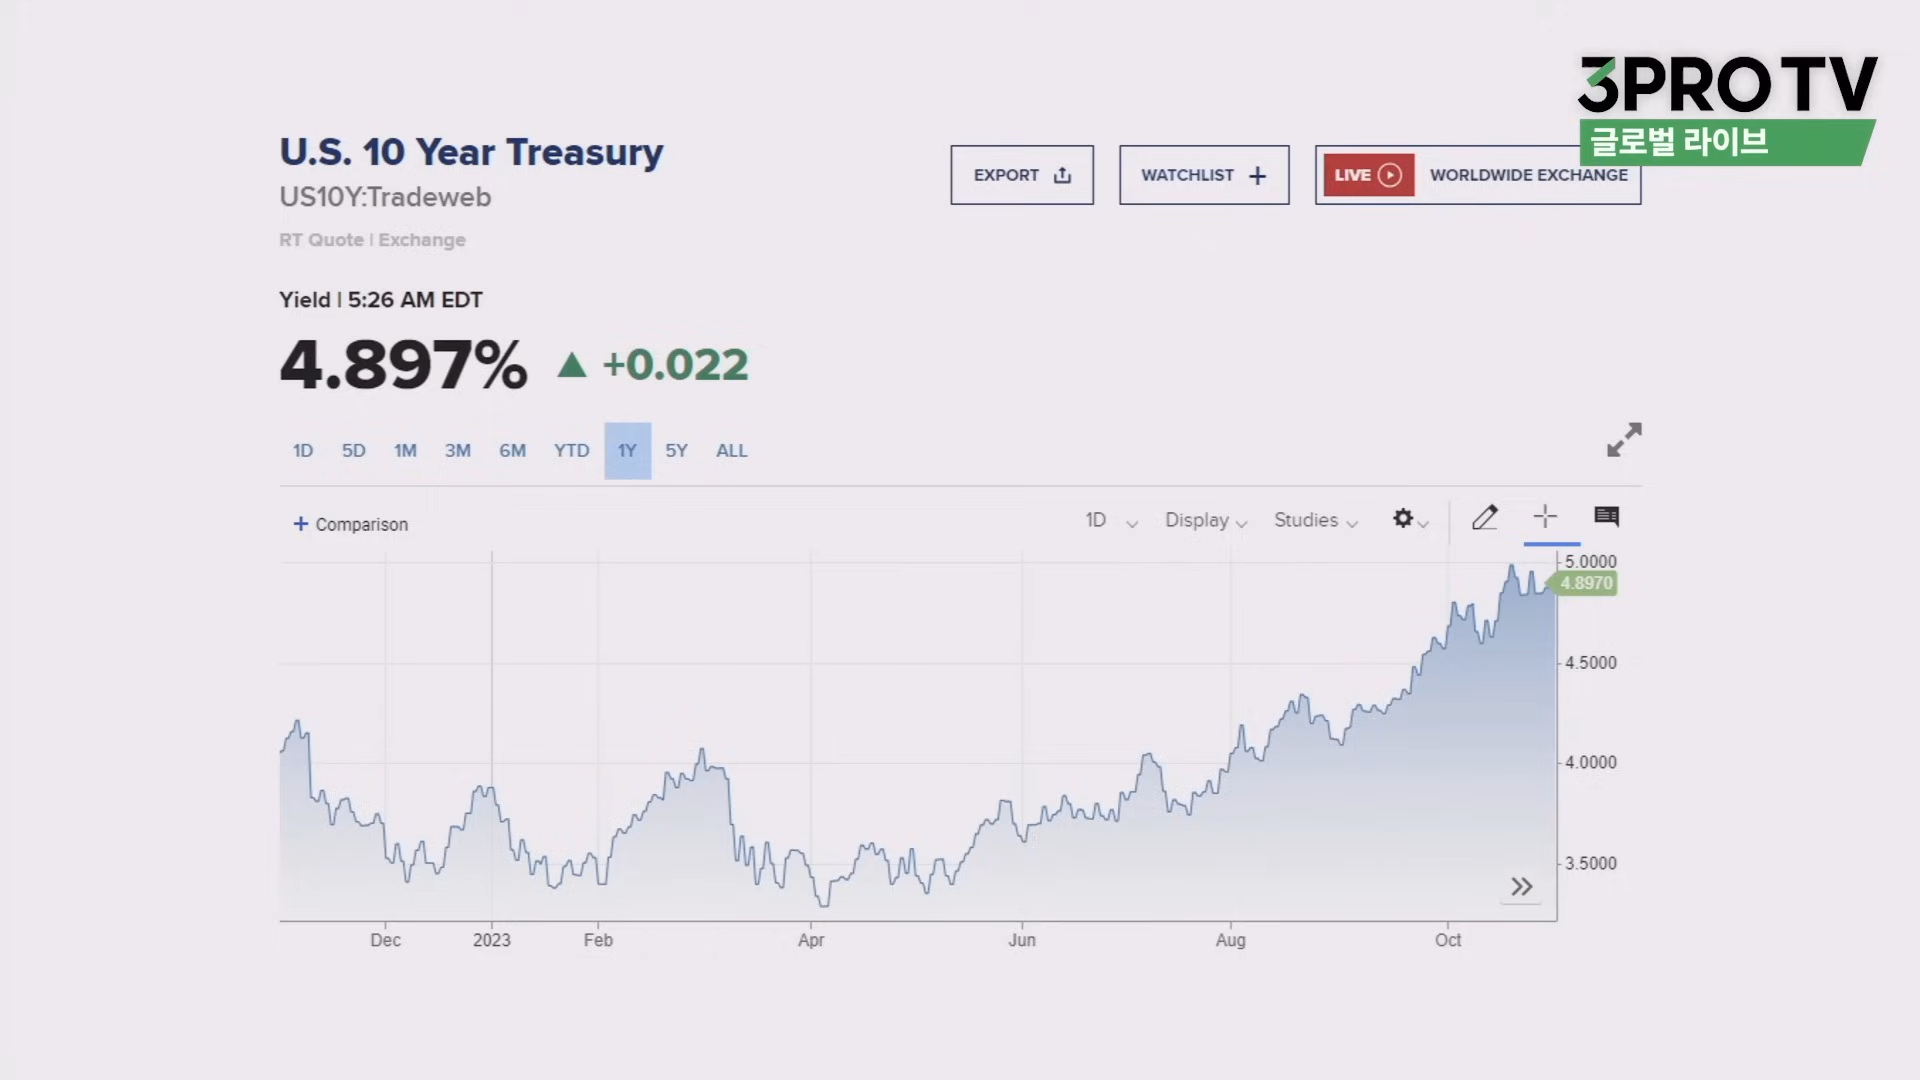 3PRO TV
글로벌 라이브
U.S. 10 Year Treasury
US10Y:Tradeweb
RT Quote | Exchange
EXPORT
WATCHLIST +
LIVE WORLDWIDE EXCHANGE
Yield | 5:26 AM EDT
4.897% ▲ +0.022
1D 5D 1M 3M 6M YTD 1Y 5Y ALL
+ Comparison
1D Display Studies
5.0000
4.8970
4.5000
4.0000
3.5000
Dec 2023 Feb Apr Jun Aug Oct